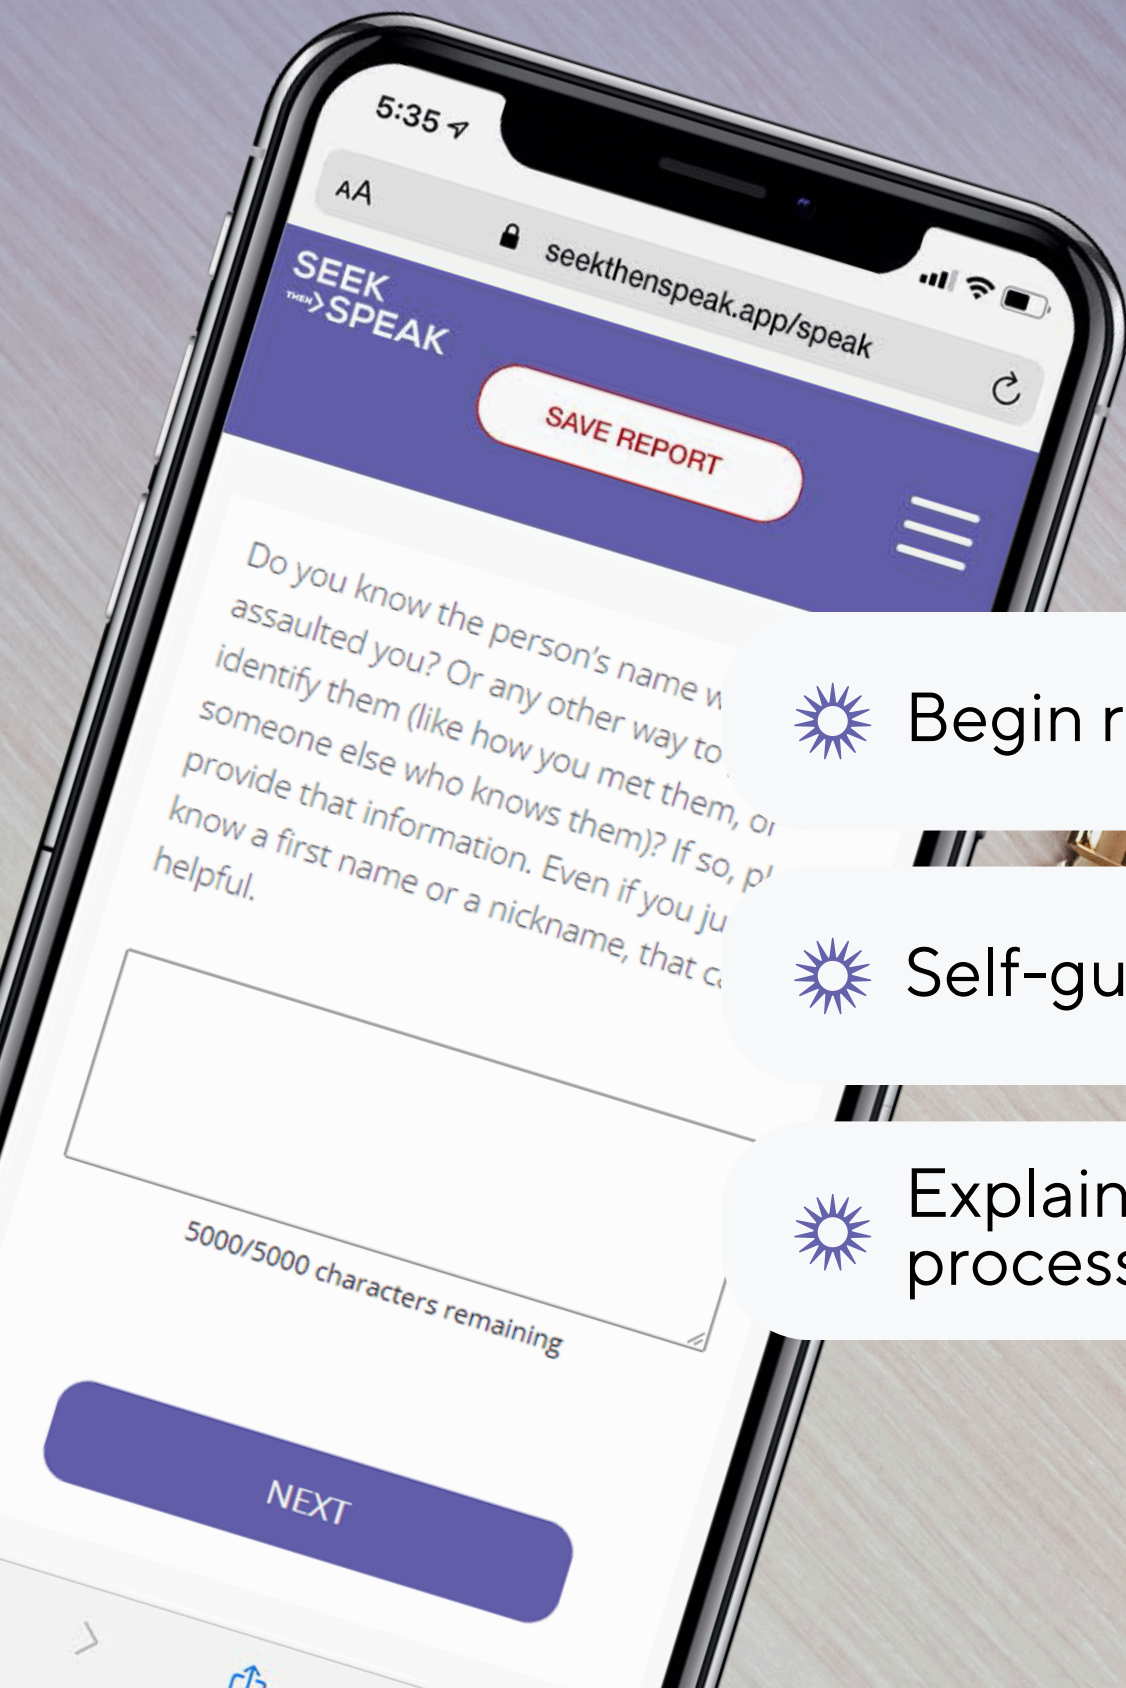 5:35
AA
seekthenspeak.app/speak
SEEK
THEN
SPEAK
SAVE REPORT
Do you know the person's name
assaulted you? Or any other way to
identify them (like how you met them, or
someone else who knows them)? If so,
provide that information. Even if you
know a first name or a nickname, that
helpful.
5000/5000 characters remaining
NEXT
Begin
Self-gu
Explain
process